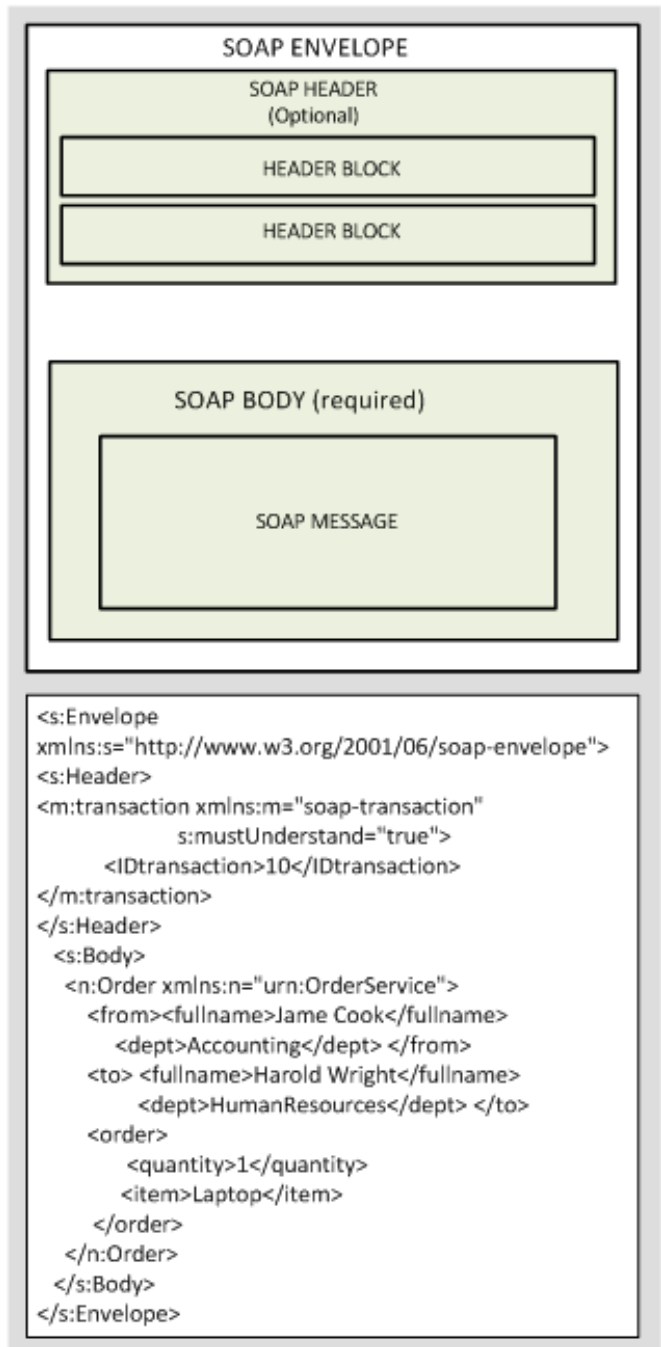 SOAP ENVELOPE
SOAP HEADER
(Optional)
HEADER BLOCK
HEADER BLOCK
SOAP BODY (required)
SOAP MESSAGE
<s:Envelope
xmlns:s="http://www.w3.org/2001/06/soap-envelope">
<s:Header>
<m:transaction xmlns:m="soap-transaction"
s:mustUnderstand="true">
<IDtransaction>10</IDtransaction>
</m:transaction>
</s:Header>
<s:Body>
<n:Order xmlns:n="urn:OrderService">
<from><fullname>Jame Cook</fullname>
<dept>Accounting</dept> </from>
<to> <fullname>Harold Wright</fullname>
<dept>HumanResources</dept> </to>
<order>
<quantity>1</quantity>
<item>Laptop</item>
</order>
</n:Order>
</s:Body>
</s:Envelope>